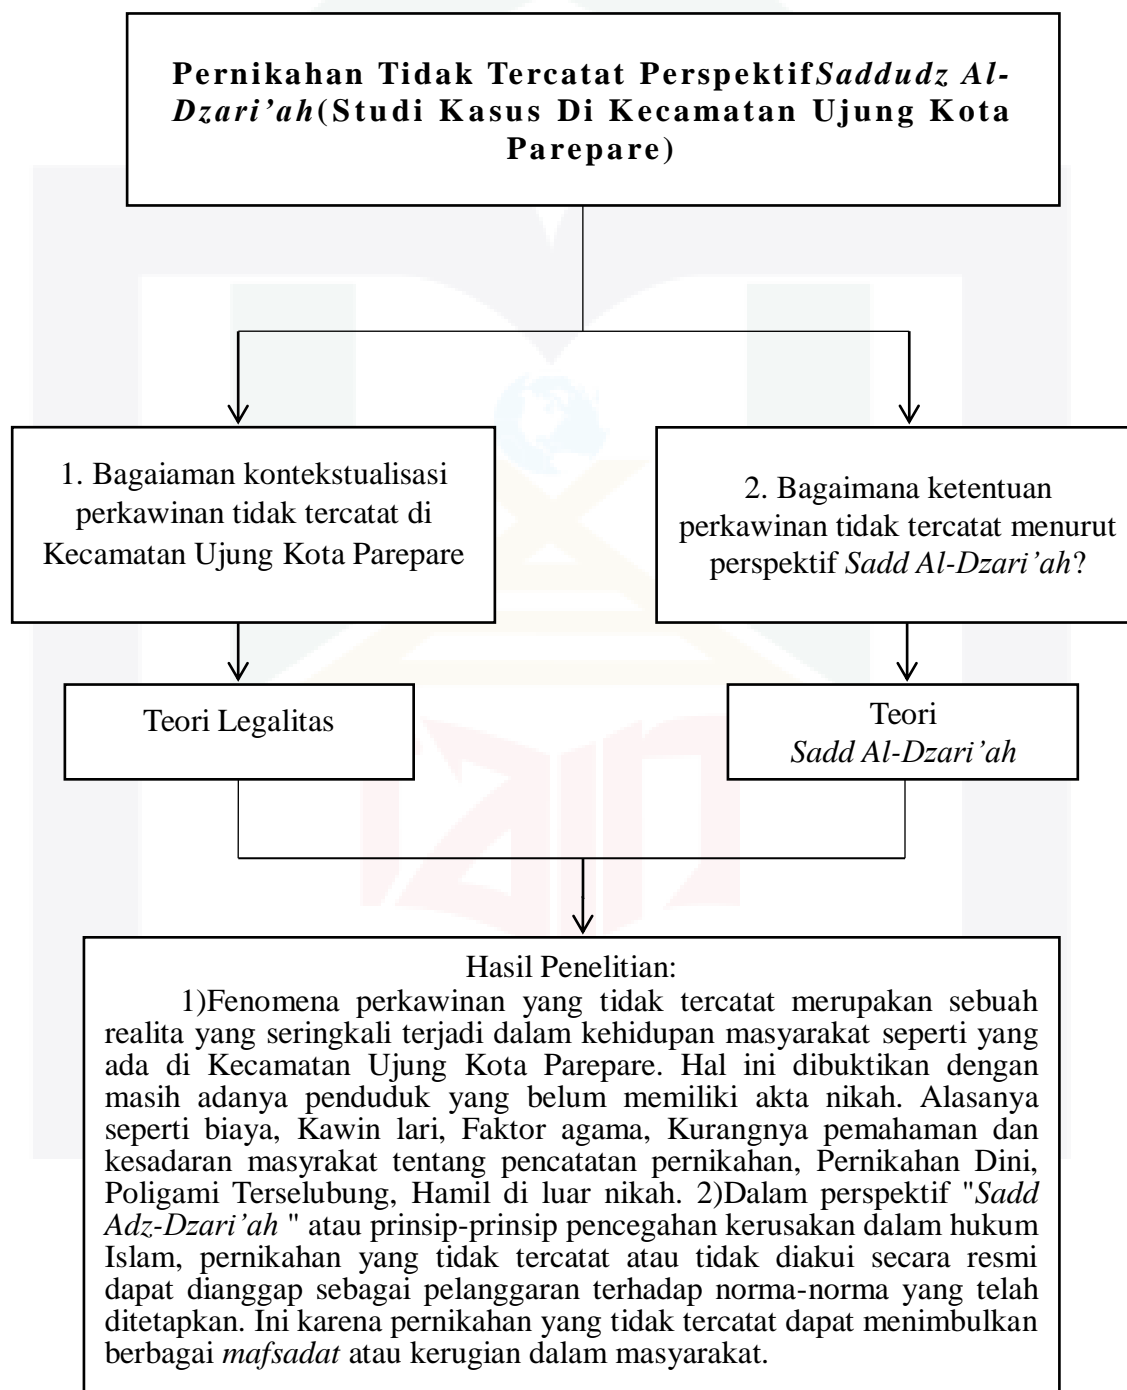 Pernikahan Tidak Tercatat PerspektifSaddudz Al-
Dzari’ah(Studi Kasus Di Kecamatan Ujung Kota
Parepare)
1. Bagaiaman kontekstualisasi
perkawinan tidak tercatat di
Kecamatan Ujung Kota Parepare
2. Bagaimana ketentuan
perkawinan tidak tercatat menurut
perspektif Sadd Al-Dzari’ah?
Teori Legalitas
Teori
Sadd Al-Dzari’ah
Hasil Penelitian:
1)Fenomena perkawinan yang tidak tercatat merupakan sebuah
realita yang seringkali terjadi dalam kehidupan masyarakat seperti yang
ada di Kecamatan Ujung Kota Parepare. Hal ini dibuktikan dengan
masih adanya penduduk yang belum memiliki akta nikah. Alasanya
seperti biaya, Kawin lari, Faktor agama, Kurangnya pemahaman dan
kesadaran masyrakat tentang pencatatan pernikahan, Pernikahan Dini,
Poligami Terselubung, Hamil di luar nikah. 2)Dalam perspektif "Sadd
Adz-Dzari’ah " atau prinsip-prinsip pencegahan kerusakan dalam hukum
Islam, pernikahan yang tidak tercatat atau tidak diakui secara resmi
dapat dianggap sebagai pelanggaran terhadap norma-norma yang telah
ditetapkan. Ini karena pernikahan yang tidak tercatat dapat menimbulkan
berbagai mafsadat atau kerugian dalam masyarakat.
iain